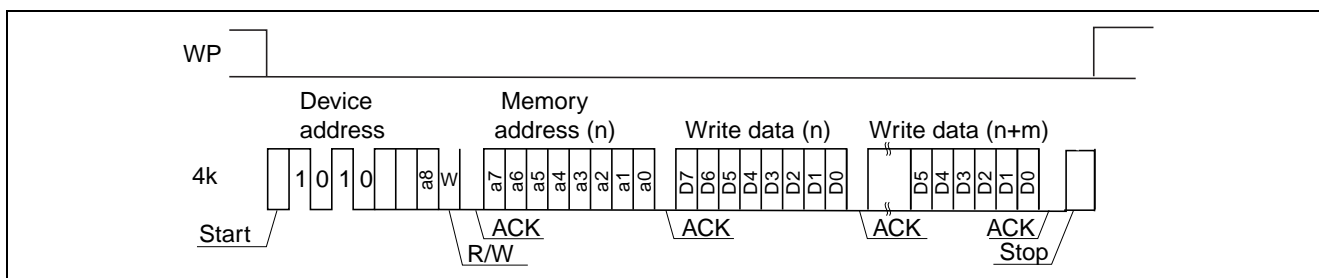 WP
Device address
Memory address (n)
Write data (n)
Write data (n+m)
4k
1 0 1 0 a8 W a7 a6 a5 a4 a3 a2 a1 a0 D7 D6 D5 D4 D3 D2 D1 D0 D5 D4 D3 D2 D1 D0
Start
R/W
ACK
ACK
ACK
ACK
Stop